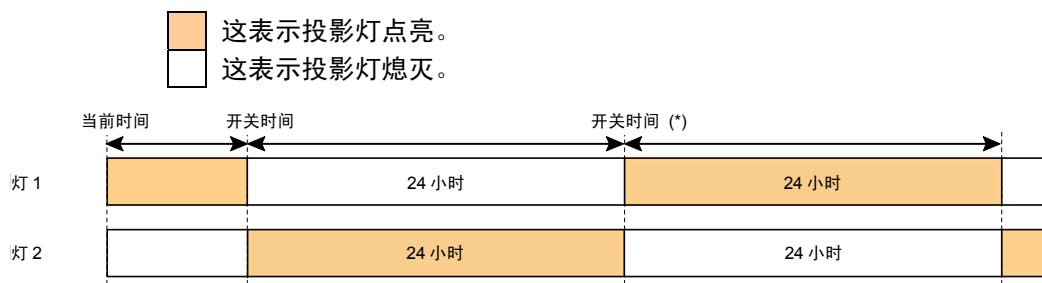 这表示投影灯点亮。
这表示投影灯熄灭。
当前时间 开关时间 开关时间 (*)
灯 1 24 小时 24 小时
灯 2 24 小时 24 小时